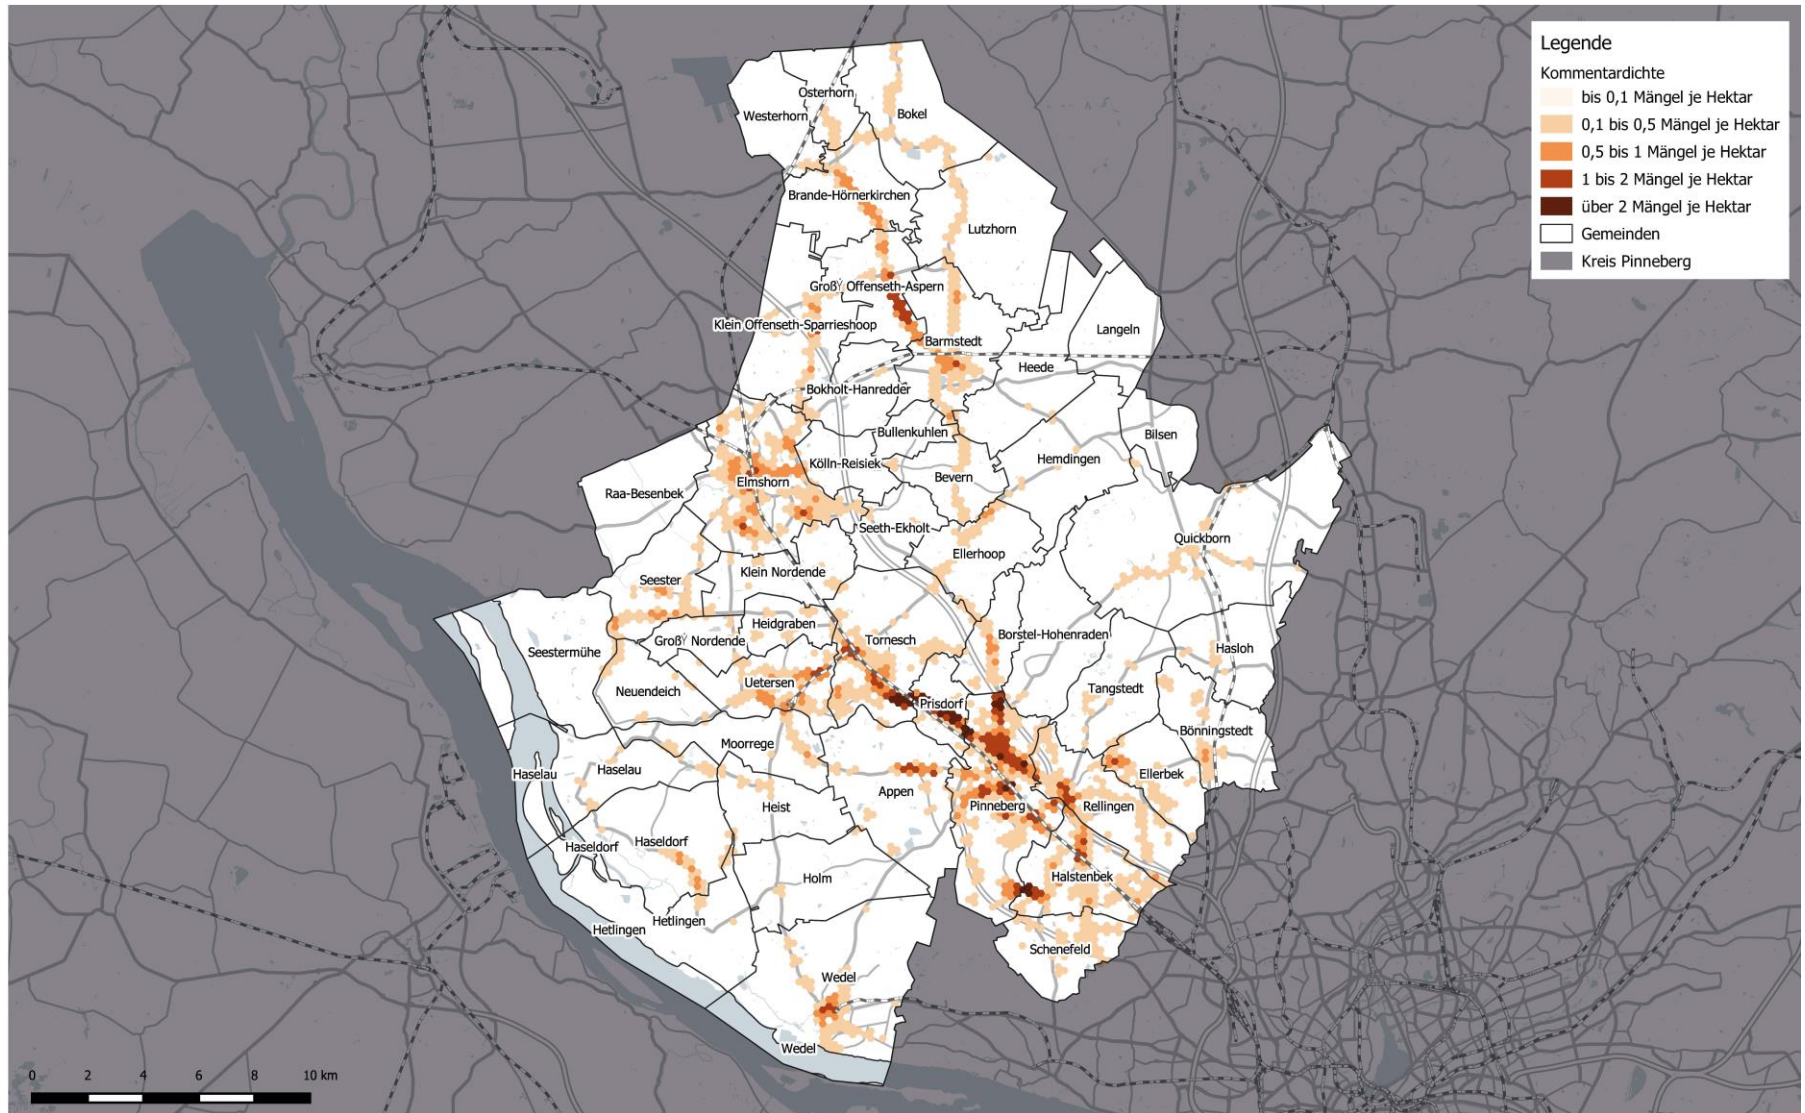 Legende
Kommentardichte
bis 0,1 Mängel je Hektar
0,1 bis 0,5 Mängel je Hektar
0,5 bis 1 Mängel je Hektar
1 bis 2 Mängel je Hektar
über 2 Mängel je Hektar
Gemeinden
Kreis Pinneberg
Osterhorn
Westerhorn
Bokel
Brande-Hörnerkirchen
Lutzhorn
GroßŸ Offenseth-Aspern
Klein Offenseth-Sparrieshoop
Langeln
Barmstedt
Heede
Bokholt-Hanredder
Bullenkuhlen
Bilsen
Kölln-Reisiek
Hemdingen
Bevern
Elmshorn
Raa-Besenbek
Seeth-Ekholt
Quickborn
Ellerhoop
Klein Nordende
Seester
Heidgraben
Borstel-Hohenraden
GroßŸ Nordende
Tornesch
Hasloh
Seestermühe
Uetersen
Neuendeich
Tangstedt
Prisdorf
Bönningstedt
Moorrege
Haselau
Haselau
Ellerbek
Appen
Heist
Pinneberg
Rellingen
Haseldorf
Haseldorf
Holm
Halstenbek
Hetlingen
Hetlingen
Schenefeld
Wedel
Wedel
0 2 4 6 8 10 km